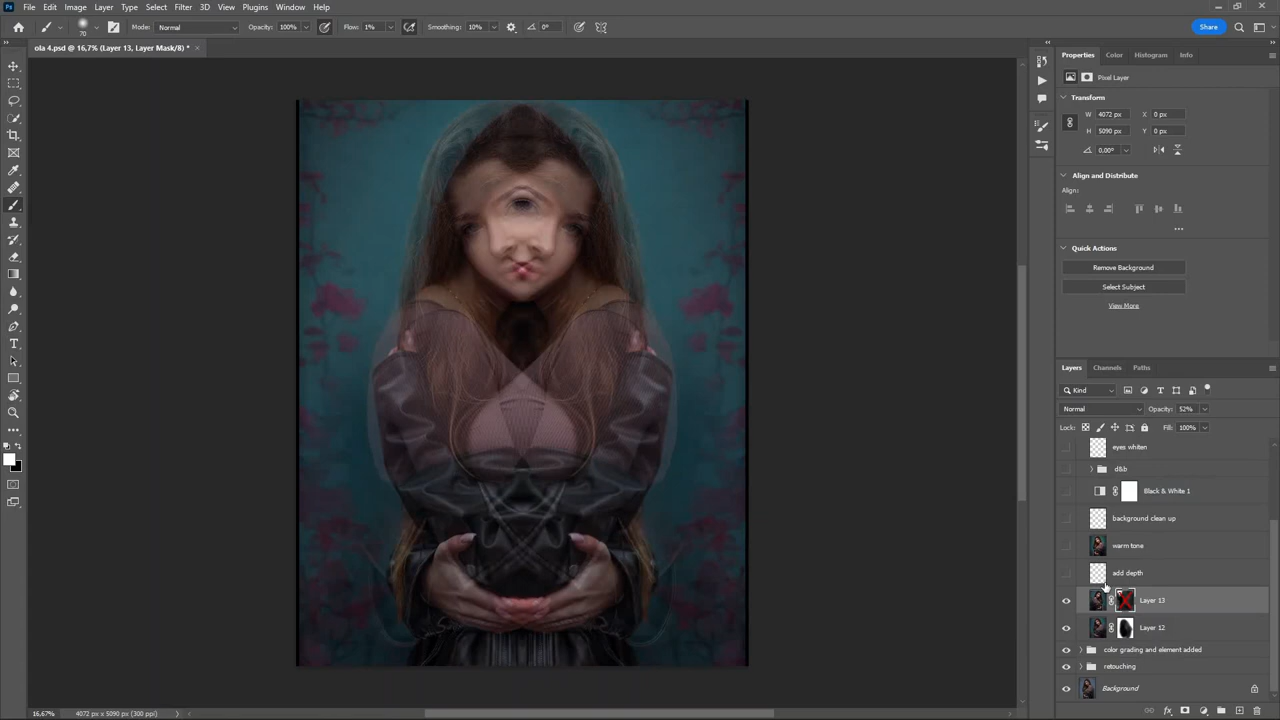 File Edit Image Layer Type Select Filter 3D View Plugins Window Help
70 Mode: Normal Opacity: 100% Flow: 1% Smoothing: 10% 0° Share
ola 4.psd @ 16,7% (Layer 13, Layer Mask/8) *
Properties Color Histogram Info
Pixel Layer
Transform
W 4072 px X 0 px
H 5090 px Y 0 px
0,00°
Align and Distribute
Align:
Quick Actions
Remove Background
Select Subject
View More
Layers Channels Paths
Kind
Normal Opacity: 52%
Lock: Fill: 100%
eyes whiten
d&b
Black & White 1
background clean up
warm tone
add depth
Layer 13
Layer 12
color grading and element added
retouching
Background
16,67% 4072 px x 5090 px (300 ppi)